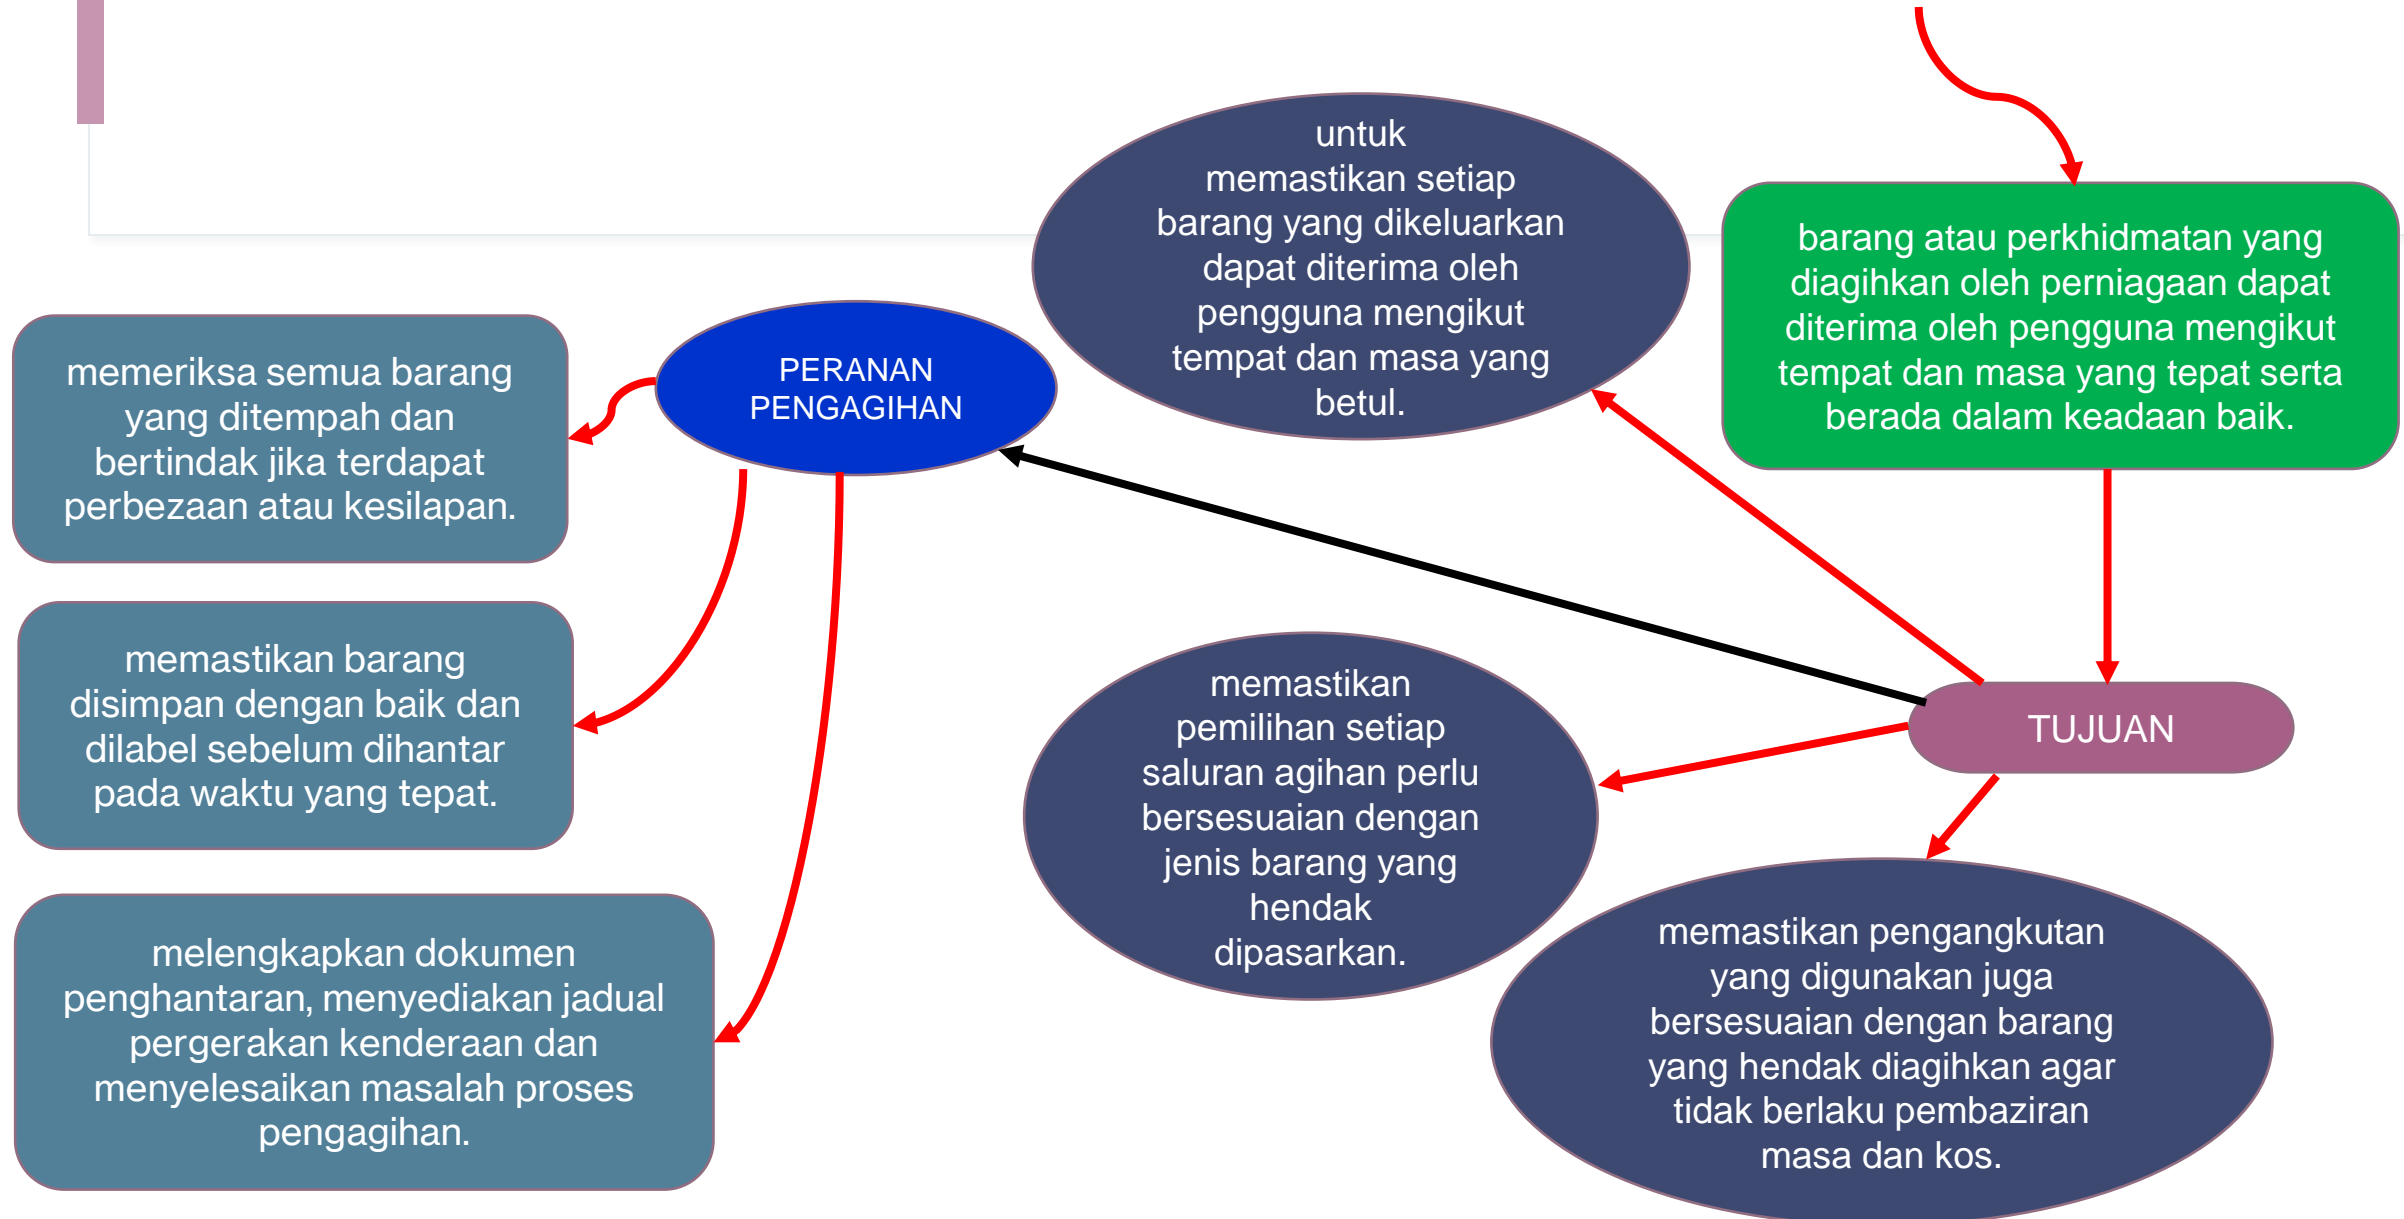 untuk
memastikan setiap
barang yang dikeluarkan
dapat diterima oleh
pengguna mengikut
tempat dan masa yang
betul.
barang atau perkhidmatan yang
diagihkan oleh perniagaan dapat
diterima oleh pengguna mengikut
tempat dan masa yang tepat serta
berada dalam keadaan baik.
PERANAN
PENGAGIHAN
memeriksa semua barang
yang ditempah dan
bertindak jika terdapat
perbezaan atau kesilapan.
memastikan barang
disimpan dengan baik dan
dilabel sebelum dihantar
pada waktu yang tepat.
melengkapkan dokumen
penghantaran, menyediakan jadual
pergerakan kenderaan dan
menyelesaikan masalah proses
pengagihan.
TUJUAN
memastikan
pemilihan setiap
saluran agihan perlu
bersesuaian dengan
jenis barang yang
hendak
dipasarkan.
memastikan pengangkutan
yang digunakan juga
bersesuaian dengan barang
yang hendak diagihkan agar
tidak berlaku pembaziran
masa dan kos.